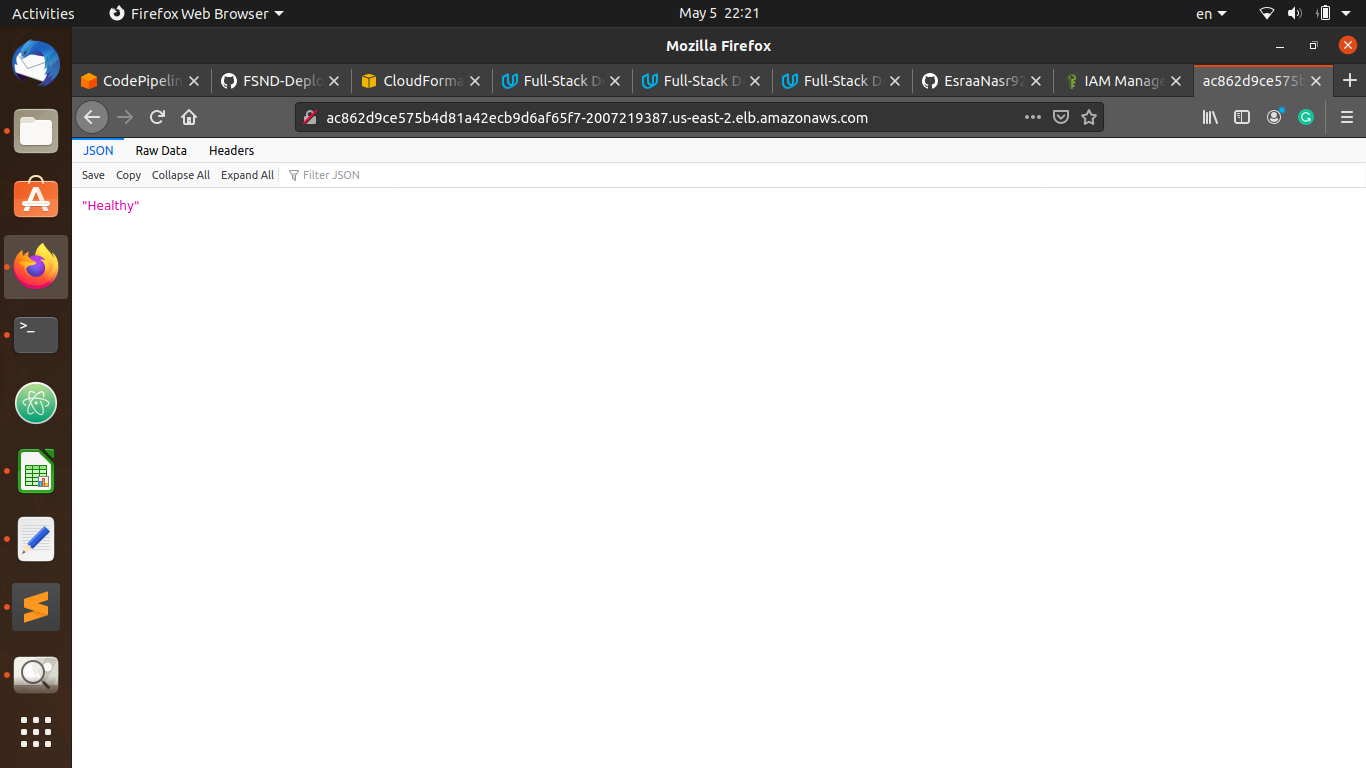 Activities Firefox Web Browser May 5 22:21 en
Mozilla Firefox
CodePipelin FSND-Deplo CloudForma Full-Stack D Full-Stack D Full-Stack D EsraaNasr92 IAM Manage ac862d9ce575b
ac862d9ce575b4d81a42ecb9d6af65f7-2007219387.us-east-2.elb.amazonaws.com
JSON Raw Data Headers
Save Copy Collapse All Expand All Filter JSON
"Healthy"